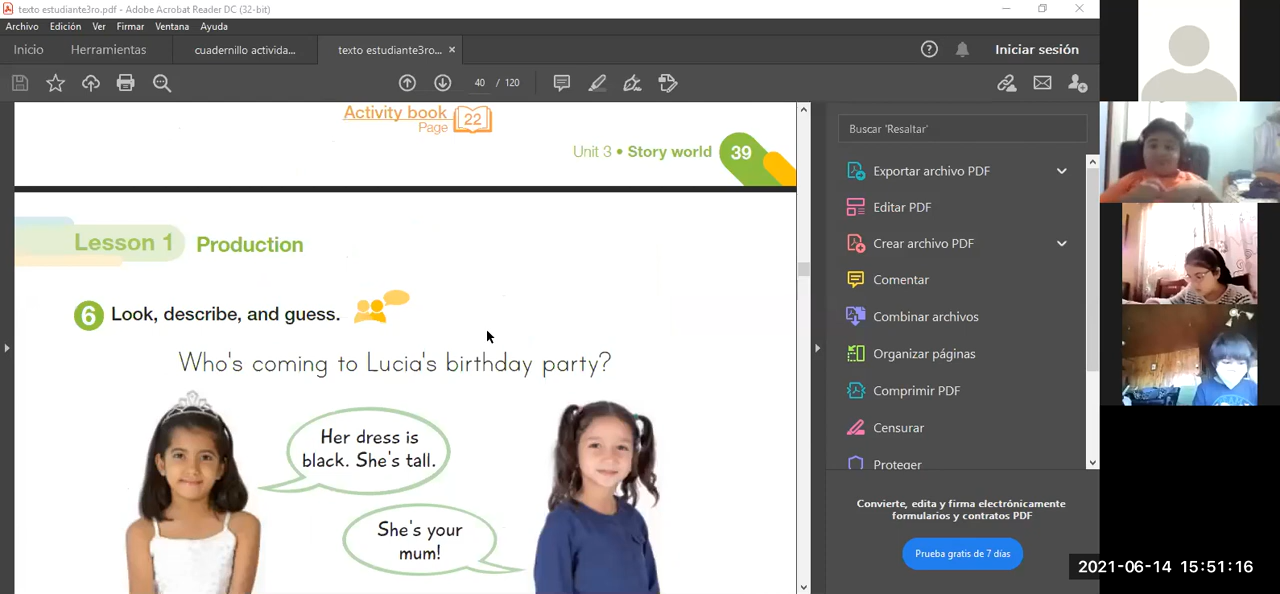 texto estudiante3ro.pdf - Adobe Acrobat Reader DC (32-bit)
Archivo Edición Ver Firmar Ventana Ayuda
Inicio Herramientas cuadernillo activida... texto estudiante3ro... × Iniciar sesión
40 / 120
Activity book
Page 22
Unit 3 • Story world 39
Lesson 1 Production
6 Look, describe, and guess.
Who's coming to Lucia's birthday party?
Her dress is
black. She's tall.
She's your
mum!
Buscar 'Resaltar'
Exportar archivo PDF
Editar PDF
Crear archivo PDF
Comentar
Combinar archivos
Organizar páginas
Comprimir PDF
Censurar
Proteger
Convierte, edita y firma electrónicamente
formularios y contratos PDF
Prueba gratis de 7 días
2021-06-14 15:51:16